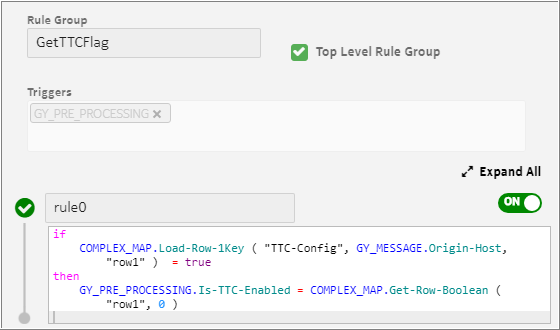 Rule Group
GetTTCFlag
Top Level Rule Group
Triggers
GY_PRE_PROCESSING ×
Expand All
rule0
ON
if
COMPLEX_MAP.Load-Row-1Key ( "TTC-Config", GY_MESSAGE.Origin-Host,
"row1" )  = true
then
GY_PRE_PROCESSING.Is-TTC-Enabled = COMPLEX_MAP.Get-Row-Boolean (
"row1", 0 )